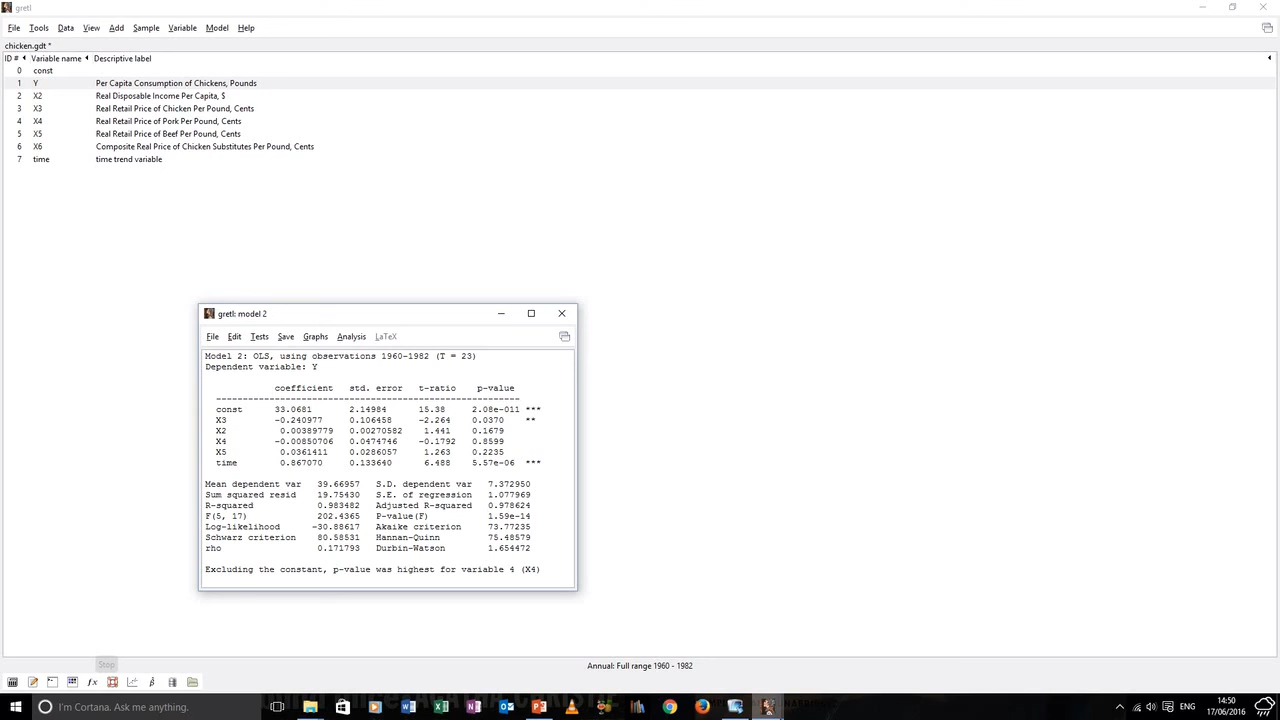 gretl
File Tools Data View Add Sample Variable Model Help
chicken.gdt *
ID # Variable name Descriptive label
0 const
1 Y Per Capita Consumption of Chickens, Pounds
2 X2 Real Disposable Income Per Capita, $
3 X3 Real Retail Price of Chicken Per Pound, Cents
4 X4 Real Retail Price of Pork Per Pound, Cents
5 X5 Real Retail Price of Beef Per Pound, Cents
6 X6 Composite Real Price of Chicken Substitutes Per Pound, Cents
7 time time trend variable
gretl: model 2
File Edit Tests Save Graphs Analysis LaTeX
Model 2: OLS, using observations 1960-1982 (T = 23)
Dependent variable: Y
coefficient std. error t-ratio p-value
---------------------------------------------------------
const 33.0681 2.14984 15.38 2.08e-011 ***
X3 -0.240977 0.106458 -2.264 0.0370 **
X2 0.00389779 0.00270582 1.441 0.1679
X4 -0.00850706 0.0474746 -0.1792 0.8599
X5 0.0361411 0.0286057 1.263 0.2235
time 0.867070 0.133640 6.488 5.57e-06 ***
Mean dependent var 39.66957 S.D. dependent var 7.372950
Sum squared resid 19.75430 S.E. of regression 1.077969
R-squared 0.983482 Adjusted R-squared 0.978624
F(5, 17) 202.4365 P-value(F) 1.59e-14
Log-likelihood -30.88617 Akaike criterion 73.77235
Schwarz criterion 80.58531 Hannan-Quinn 75.48579
rho 0.171793 Durbin-Watson 1.654472
Excluding the constant, p-value was highest for variable 4 (X4)
Stop
Annual: Full range 1960 - 1982
I'm Cortana. Ask me anything.
ENG
14:50
17/06/2016